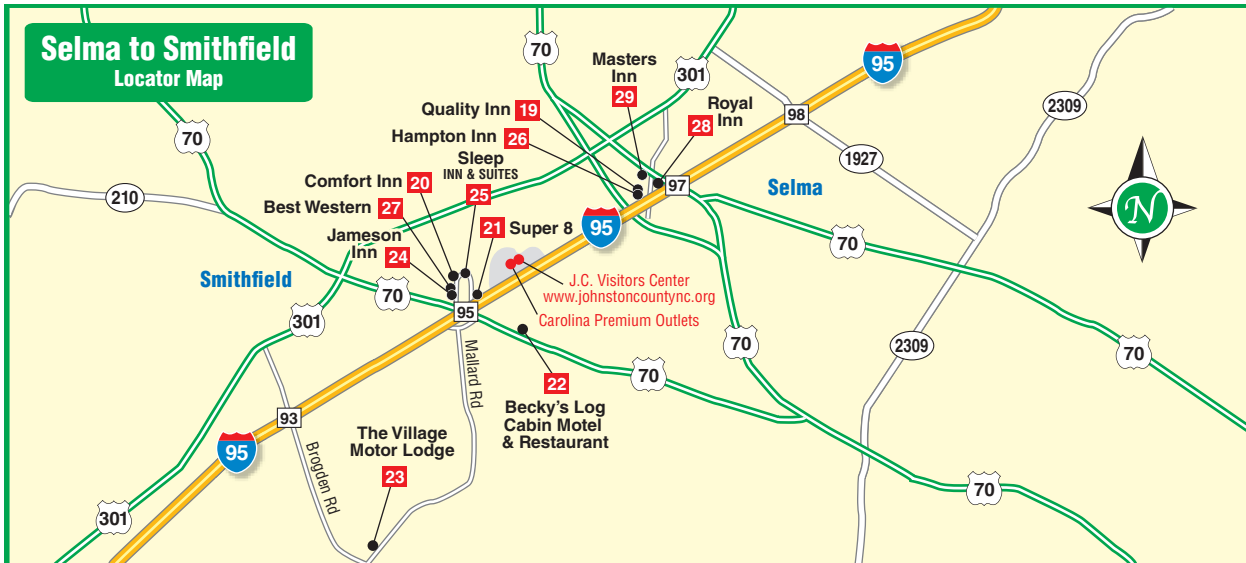 Selma to Smithfield
Locator Map
70
Masters
Inn
29
301
95
Quality Inn 19
Royal
Inn
28
2309
Hampton Inn 26
98
70
Sleep
INN & SUITES
25
1927
Comfort Inn 20
97
Selma
N
210
Best Western 27
21 Super 8
95
Jameson
Inn
24
70
Smithfield
J.C. Visitors Center
www.johnstoncountync.org
70
95
Carolina Premium Outlets
301
70
2309
70
Mallard Rd
70
22
Becky's Log
Cabin Motel
& Restaurant
93
The Village
Motor Lodge
23
95
Brogden Rd
70
301